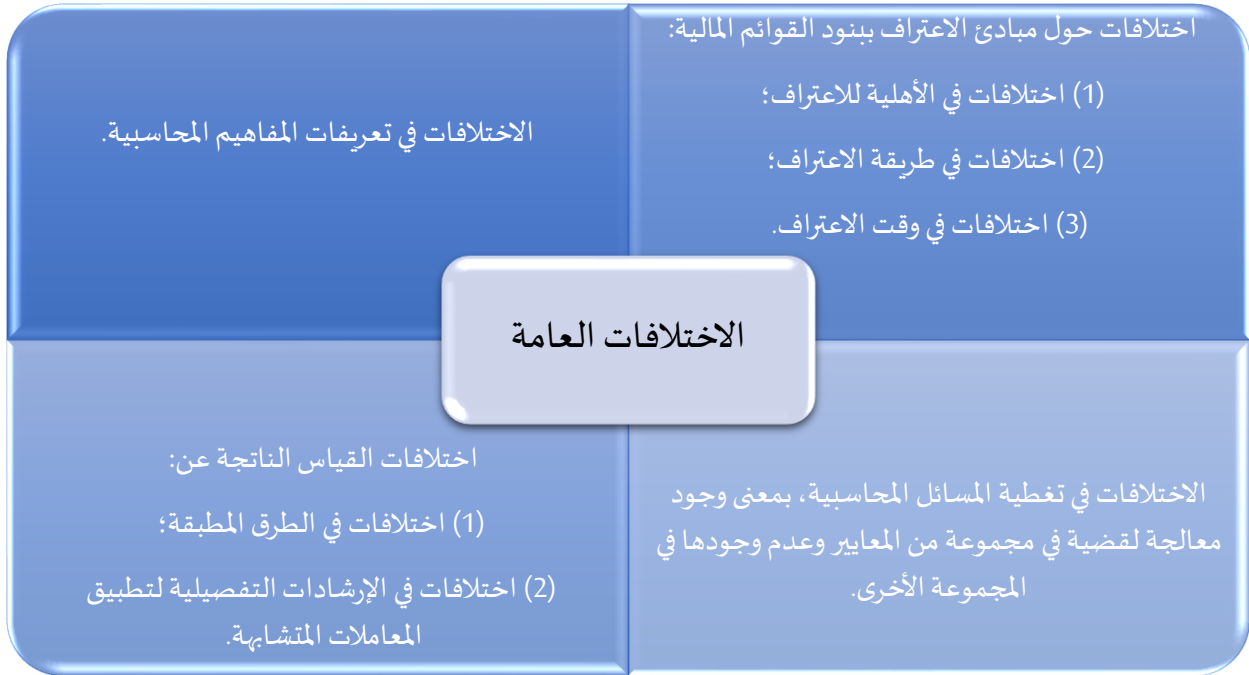 اختلافات حول مبادئ الاعتراف ببنود القوائم المالية:
(1) اختلافات في الأهلية للاعتراف؛
(2) اختلافات في طريقة الاعتراف؛
(3) اختلافات في وقت الاعتراف.
الاختلافات في تعريفات المفاهيم المحاسبية.
الاختلافات العامة
الاختلافات في تغطية المسائل المحاسبية، بمعنى وجود
معالجة لقضية في مجموعة من المعايير وعدم وجودها في
المجموعة الأخرى.
اختلافات القياس الناتجة عن:
(1) اختلافات في الطرق المطبقة؛
(2) اختلافات في الإرشادات التفصيلية لتطبيق
المعاملات المتشابهة.